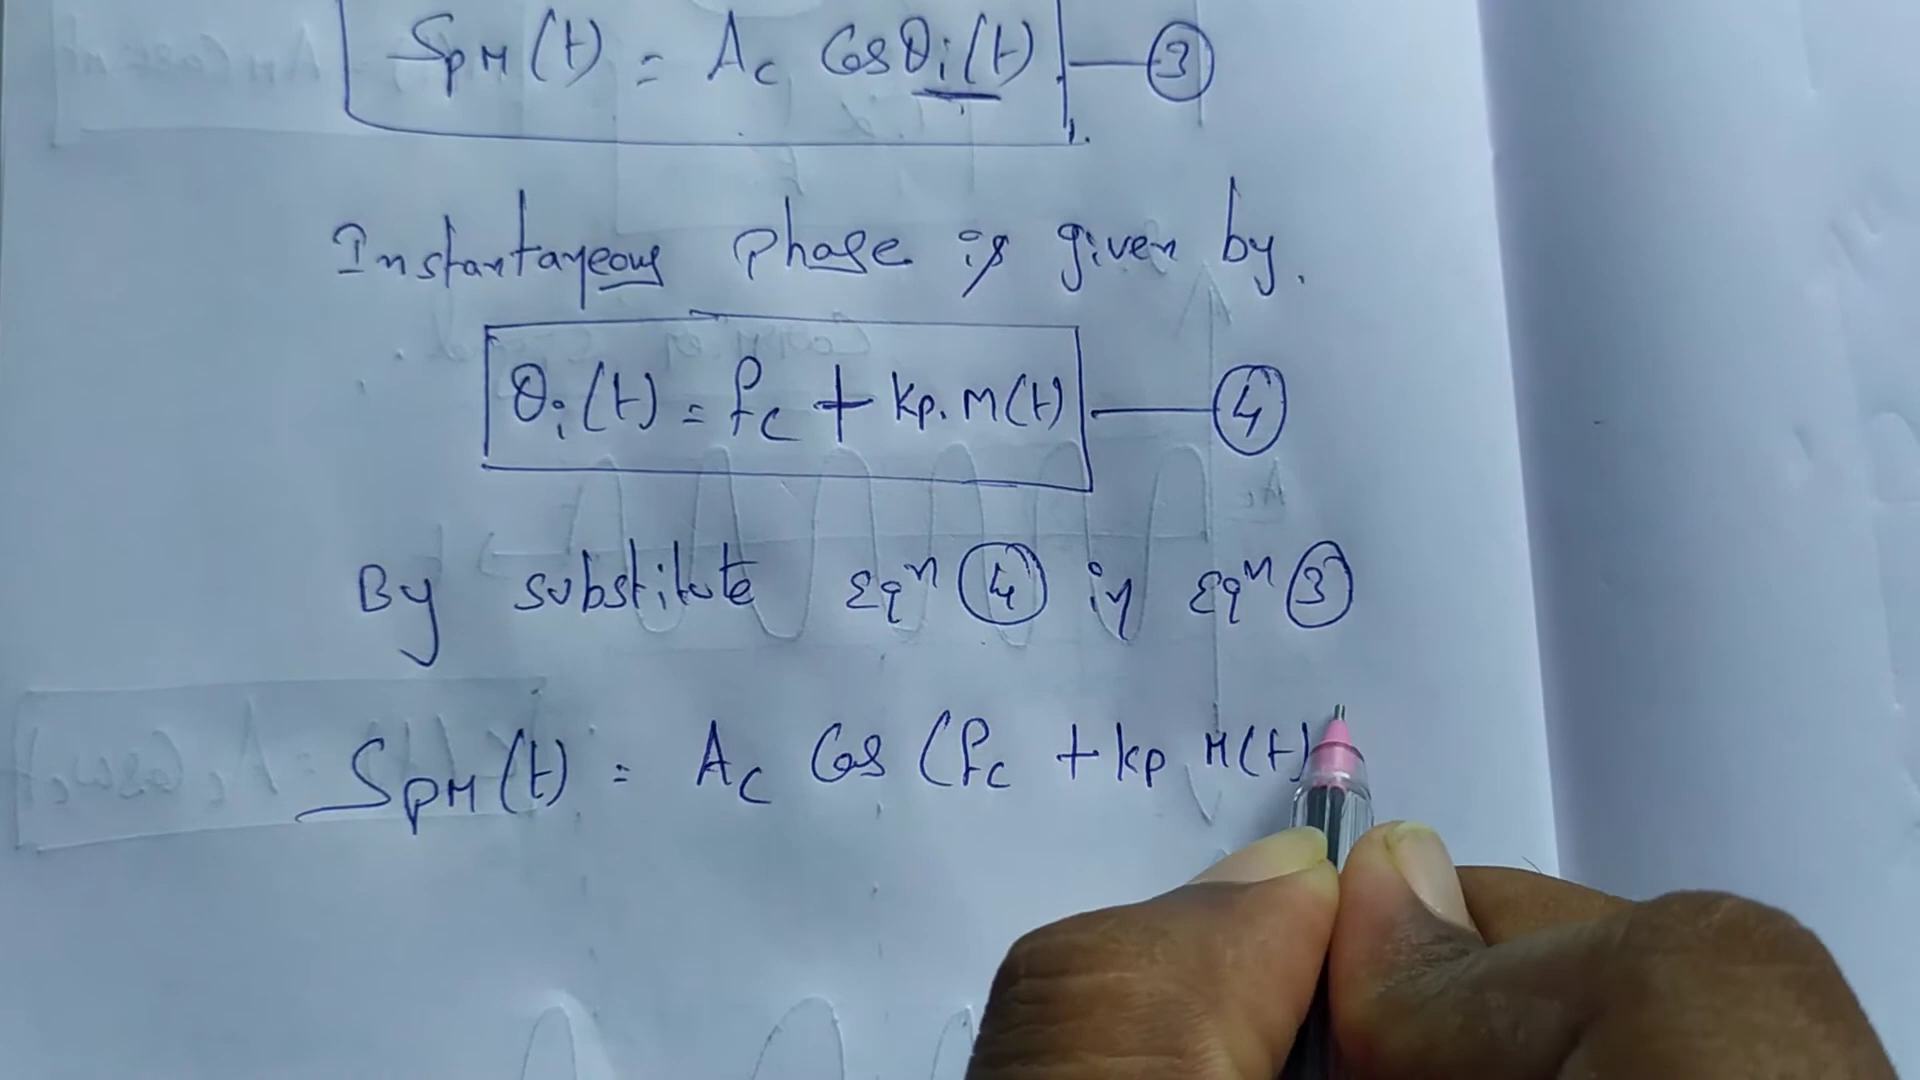 SPM(t) = Ac Cos θi(t) — ③
Instantaneous phase is given by.
θi(t) = fc + kp. M(t) — ④
By substitute Eqn ④ in Eqn ③
SPM(t) = Ac Cos (fc + kp M(t)